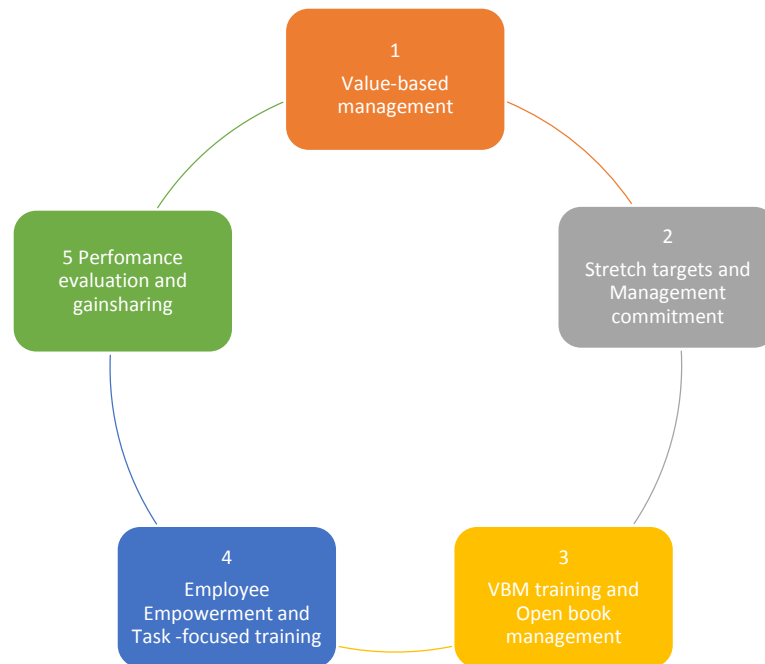 1
Value-based
management
2
Stretch targets and
Management
commitment
3
VBM training and
Open book
management
4
Employee
Empowerment and
Task -focused training
5 Perfomance
evaluation and
gainsharing